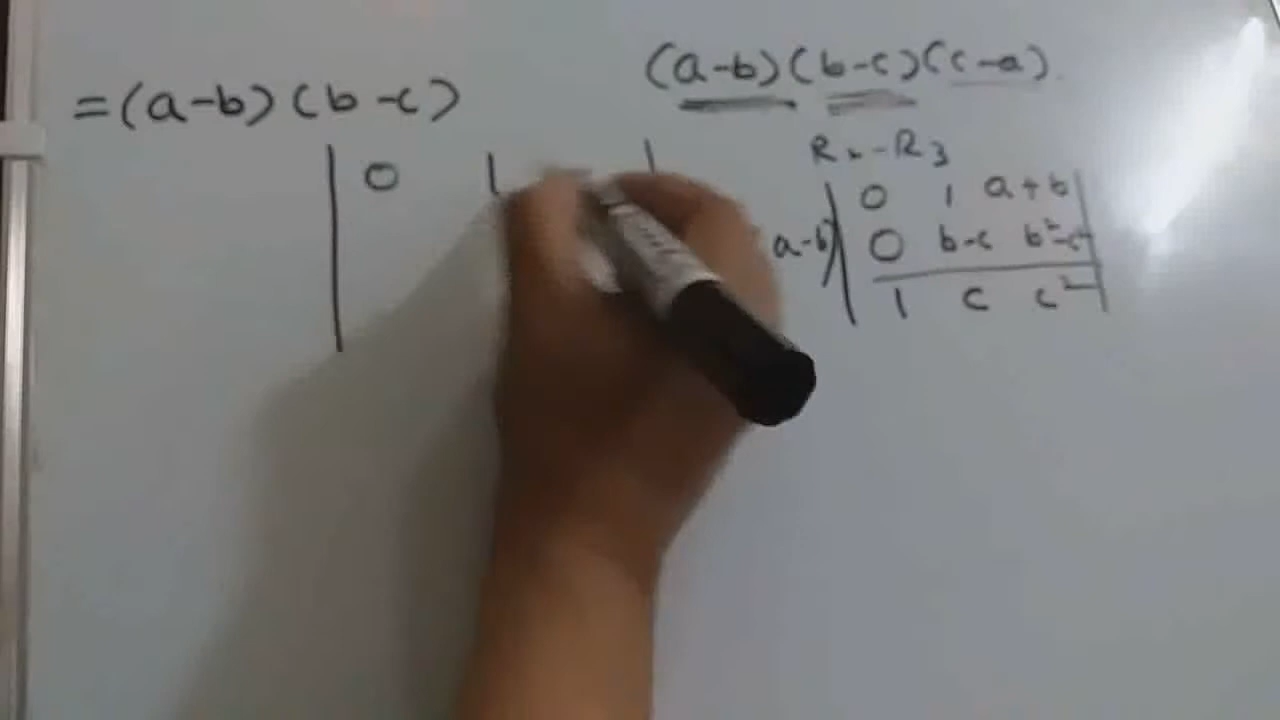 =(a-b)(b-c)
| 0 1 |
(a-b)(b-c)(c-a)
R₂-R₃
| 0 1 a+b |
a-b | 0 b-c b²-c² |
| 1 c c² |